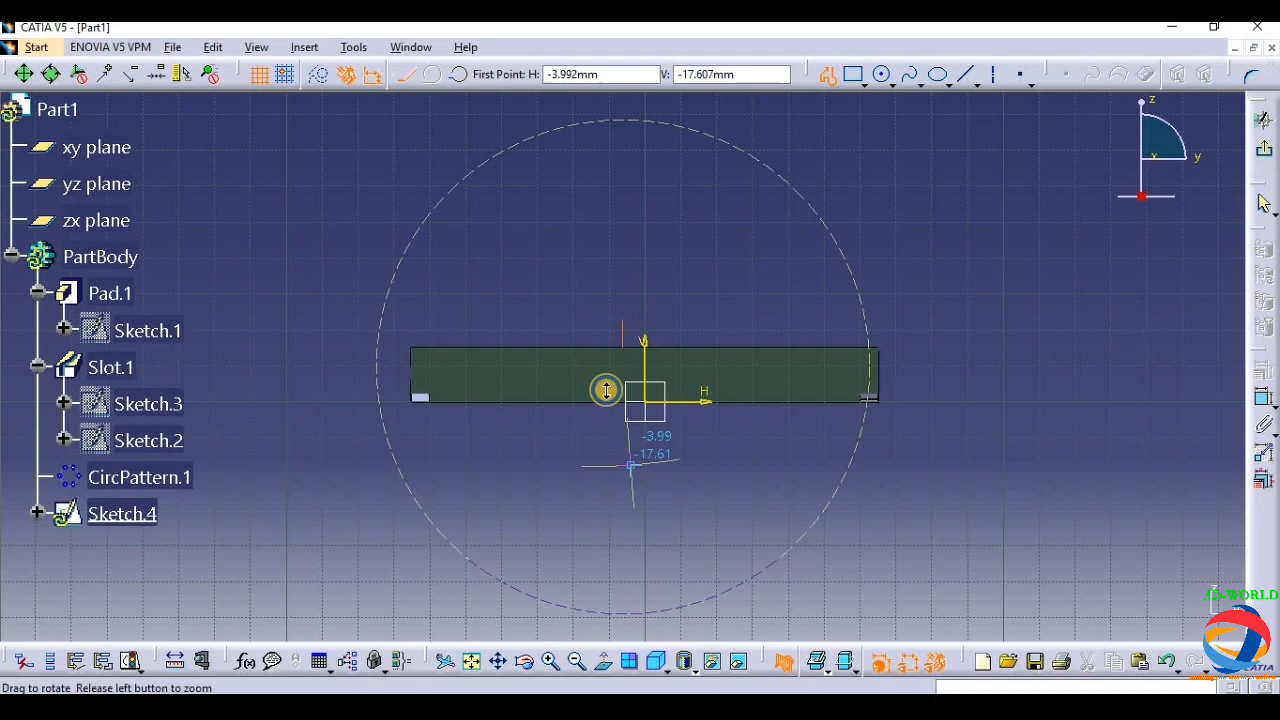 CATIA V5 - [Part1]
Start ENOVIA V5 VPM File Edit View Insert Tools Window Help
First Point: H: -3.992mm V: -17.607mm
Part1
xy plane
yz plane
zx plane
PartBody
Pad.1
Sketch.1
Slot.1
Sketch.3
Sketch.2
CircPattern.1
Sketch.4
z
x y
V
H
-3.99
-17.61
f(x)
CATIA
Drag to rotate Release left button to zoom